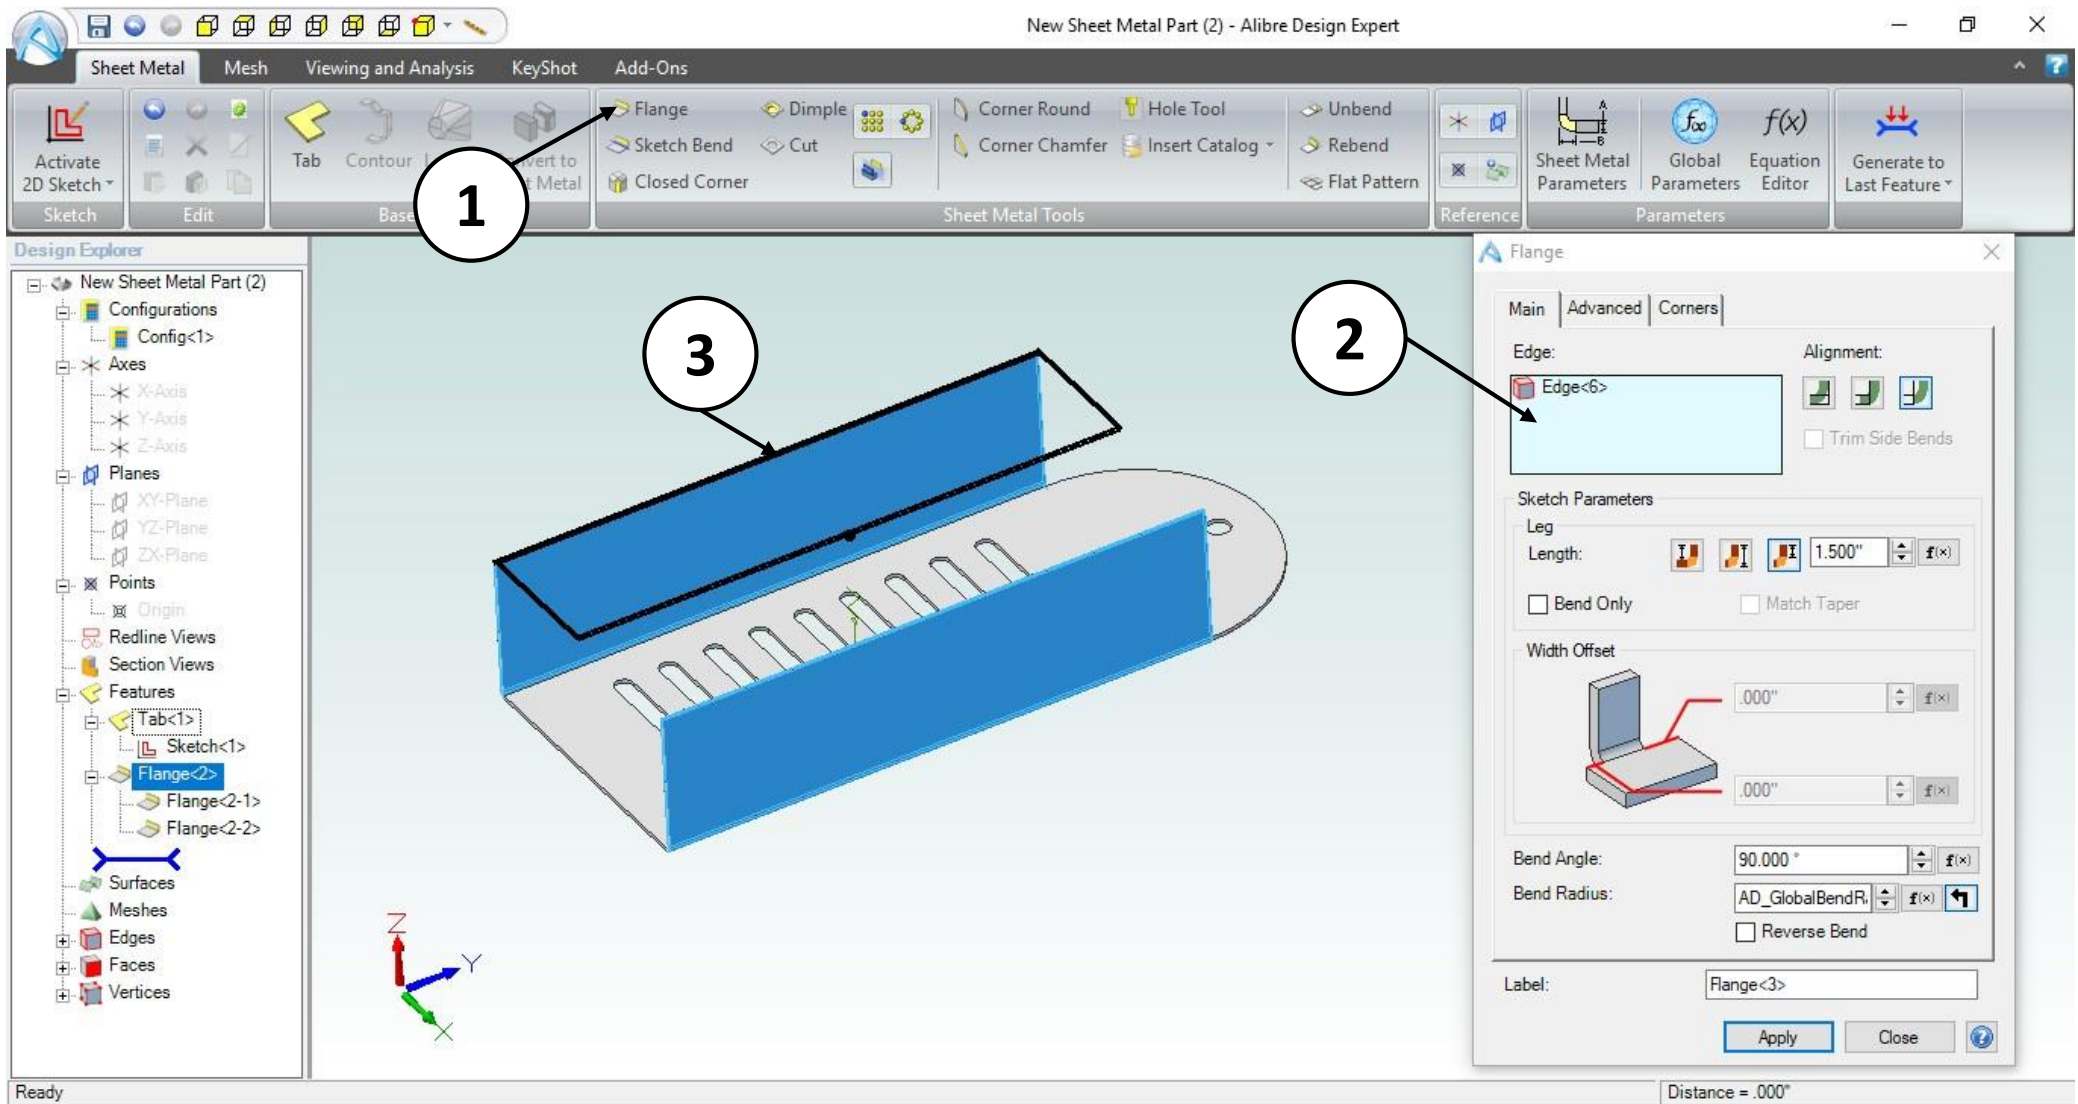 New Sheet Metal Part (2) - Alibre Design Expert
Sheet Metal Mesh Viewing and Analysis KeyShot Add-Ons
Activate
2D Sketch
Sketch
Edit
Tab
Contour
Metal
Base
Flange
Sketch Bend
Closed Corner
Dimple
Cut
Corner Round
Corner Chamfer
Hole Tool
Insert Catalog
Unbend
Rebend
Flat Pattern
Sheet Metal Tools
Reference
Sheet Metal
Parameters
Global
Parameters
f(x)
Equation
Editor
Parameters
Generate to
Last Feature
1
2
3
Design Explorer
New Sheet Metal Part (2)
Configurations
Config<1>
Axes
X-Axis
Y-Axis
Z-Axis
Planes
XY-Plane
YZ-Plane
ZX-Plane
Points
Origin
Redline Views
Section Views
Features
Tab<1>
Sketch<1>
Flange<2>
Flange<2-1>
Flange<2-2>
Surfaces
Meshes
Edges
Faces
Vertices
Z
Y
X
Flange
Main Advanced Corners
Edge:
Edge<6>
Alignment:
Trim Side Bends
Sketch Parameters
Leg
Length:
1.500" f(x)
Bend Only
Match Taper
Width Offset
.000" f(x)
.000" f(x)
Bend Angle: 90.000 ° f(x)
Bend Radius: AD_GlobalBendR f(x)
Reverse Bend
Label: Flange<3>
Apply Close
Ready
Distance = .000"